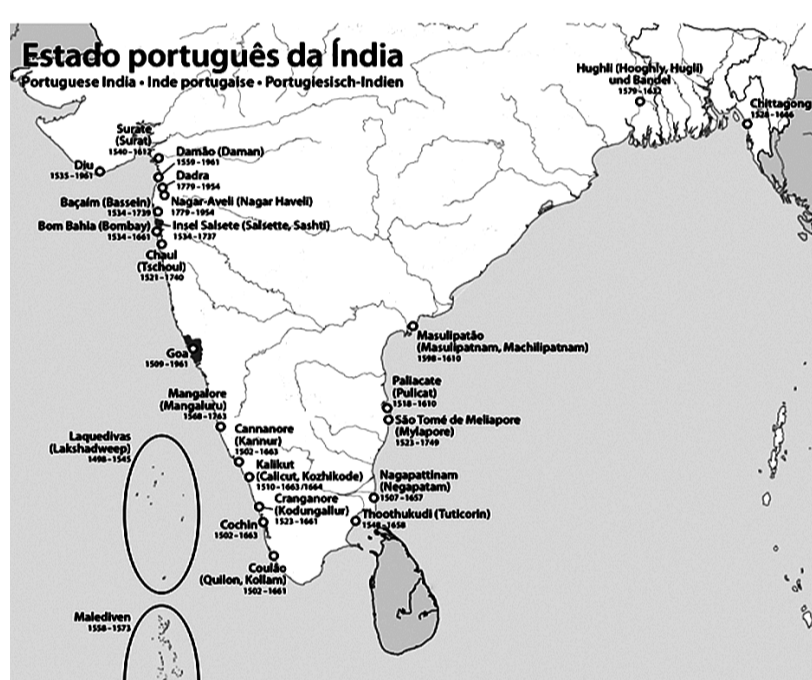 Estado português da Índia
Portuguese India • Inde portugaise • Portugiesisch-Indien
Hughli (Hooghly, Hugli)
und Bandel
1579–1632
Chittagong
1528–1666
Surate
(Surat)
1540–1612
Damão (Daman)
1559–1961
Diu
1535–1961
Dadra
1779–1954
Baçaím (Bassein)
1534–1739
Nagar-Aveli (Nagar Haveli)
1779–1954
Bom Bahia (Bombay)
1534–1661
Insel Salsete (Salsette, Sashti)
1534–1737
Chaul
(Tschoul)
1521–1740
Goa
1509–1961
Masulipatão
(Masulipatnam, Machilipatnam)
1598–1610
Mangalore
(Mangaluru)
1568–1763
Paliacate
(Pulicat)
1518–1610
São Tomé de Meliapore
(Mylapore)
1523–1749
Laquedivas
(Lakshadweep)
1498–1545
Cannanore
(Kannur)
1502–1663
Kalikut
(Calicut, Kozhikode)
1510–1663/1664
Nagapattinam
(Negapatam)
1507–1657
Cranganore
(Kodungallur)
1523–1661
Cochin
1502–1663
Thoothukudi (Tuticorin)
1548–1658
Coulão
(Quilon, Kollam)
1502–1661
Malediven
1558–1573